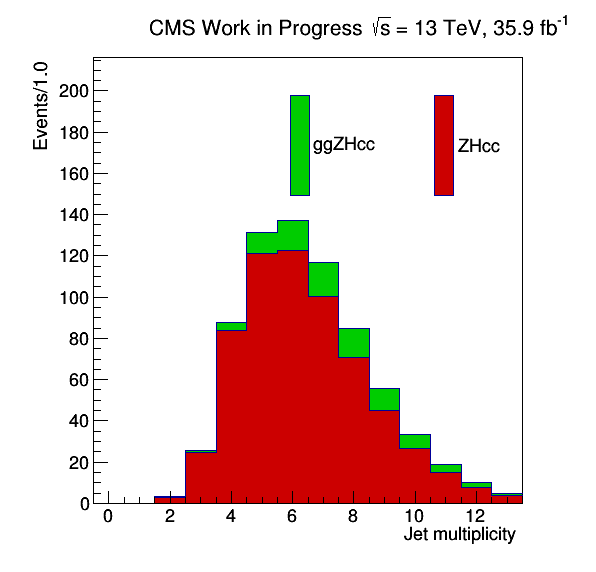 CMS Work in Progress √s = 13 TeV, 35.9 fb⁻¹
Events/1.0
200
180
160
140
120
100
80
60
40
20
0
ggZHcc
ZHcc
0 2 4 6 8 10 12
Jet multiplicity